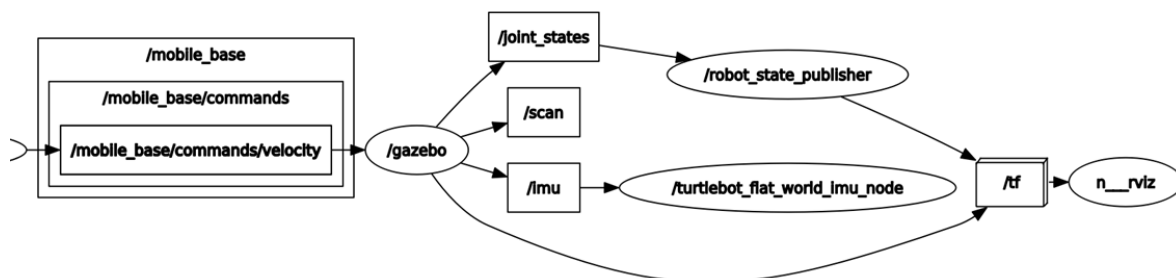 /mobile_base
/mobile_base/commands
/mobile_base/commands/velocity
/gazebo
/joint_states
/scan
/imu
/robot_state_publisher
/turtlebot_flat_world_imu_node
/tf
n__rviz